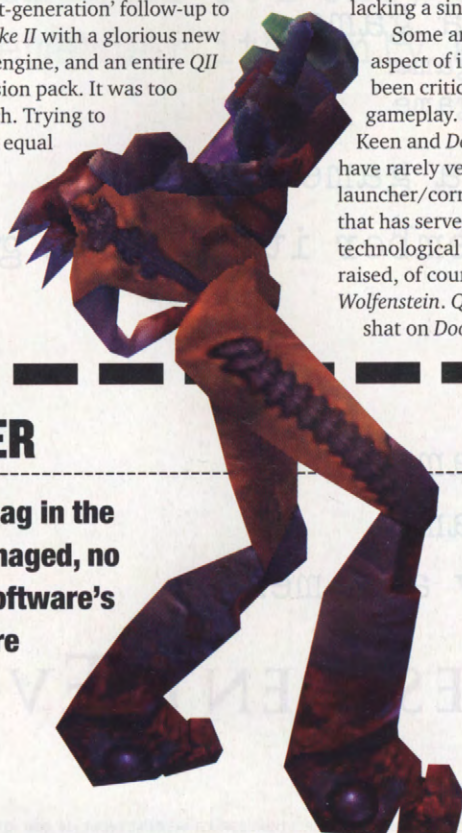 t-generation' follow-up to
ke II with a glorious new
engine, and an entire QII
sion pack. It was too
h. Trying to
equal
ER
ag in the
naged, no
oftware's
re
lacking a sin
Some ar
aspect of i
been critic
gameplay.
Keen and Do
have rarely ve
launcher/corr
that has serve
technological
raised, of cour
Wolfenstein. Q
shat on Doo